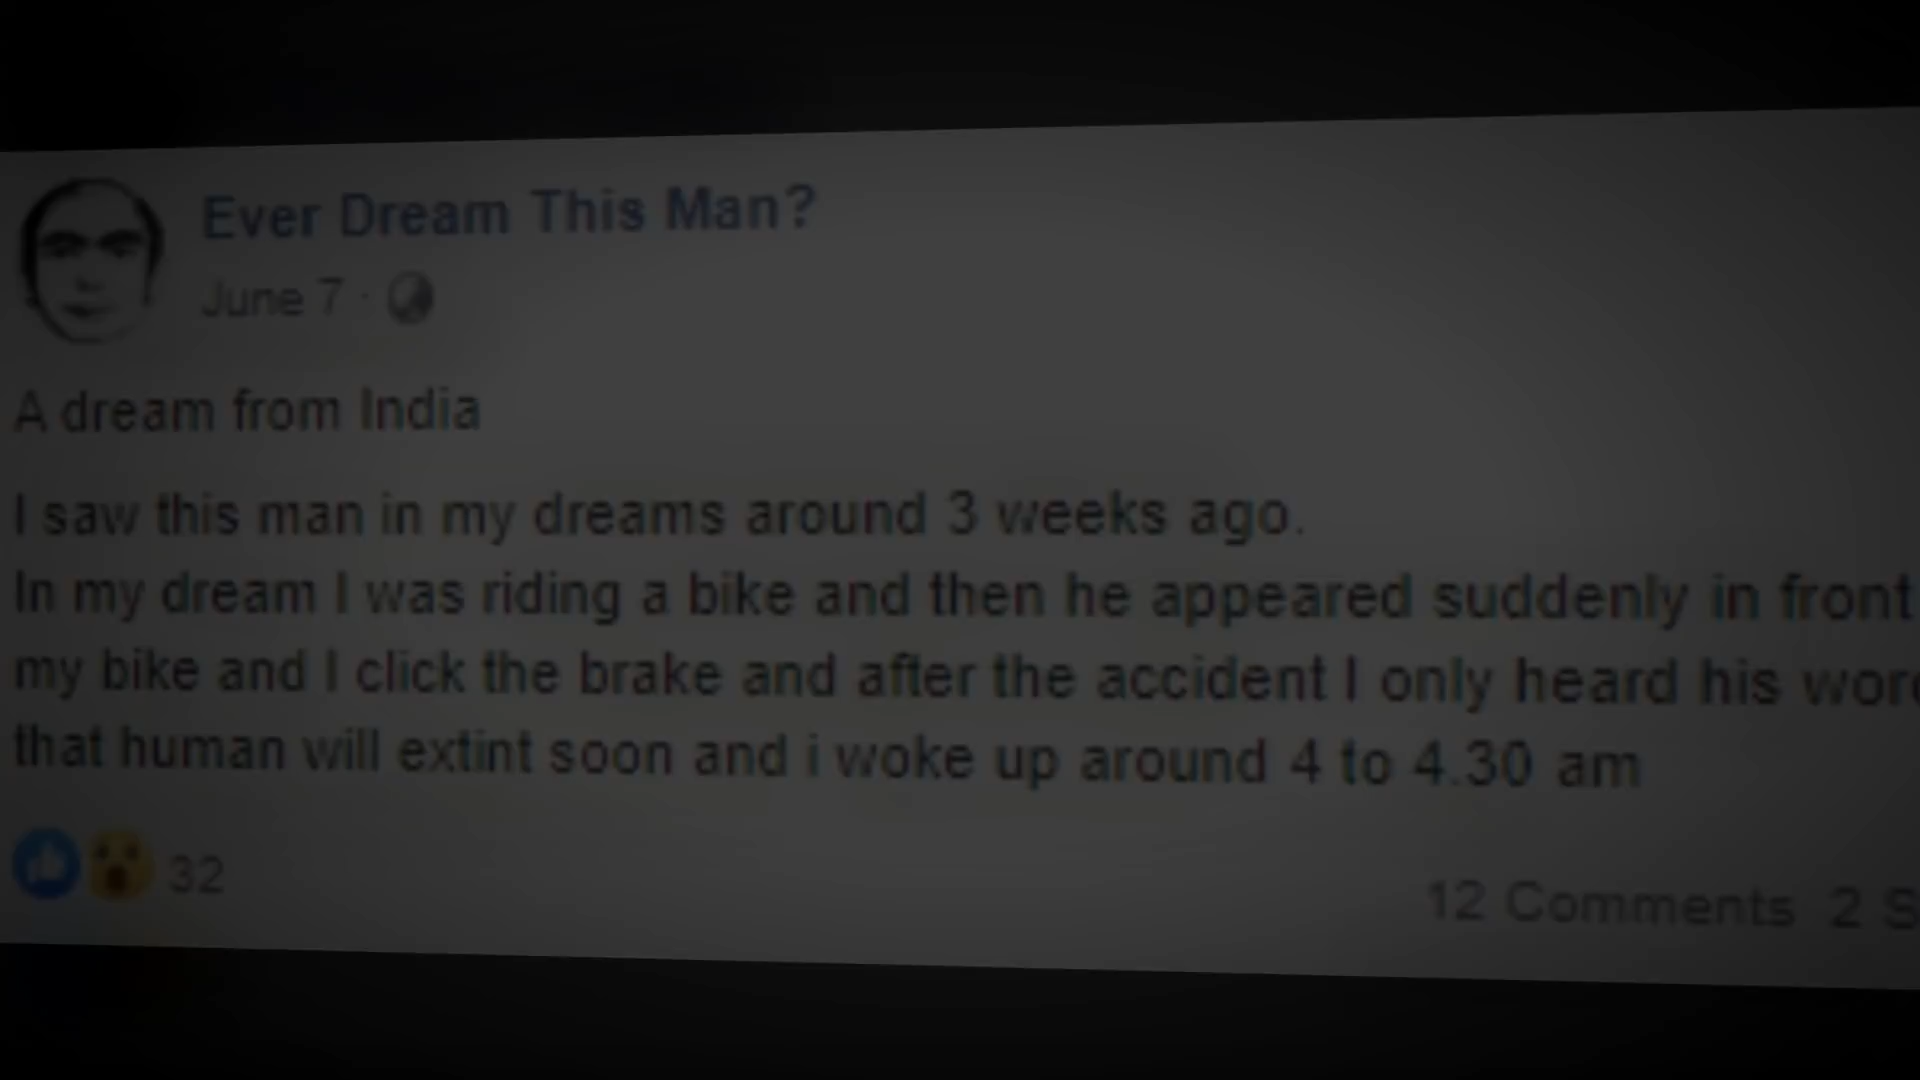 Ever Dream This Man?
June 7 ·
A dream from India
I saw this man in my dreams around 3 weeks ago.
In my dream I was riding a bike and then he appeared suddenly in front
my bike and I click the brake and after the accident I only heard his
that human will extint soon and i woke up around 4 to 4.30 am
32
12 Comments 2